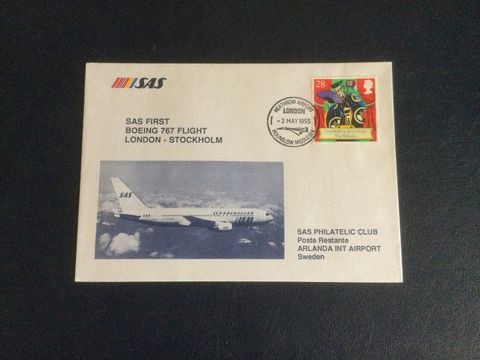 SAS
SAS FIRST
BOEING 767 FLIGHT
LONDON - STOCKHOLM
HEATHROW AIRPORT
LONDON
- 2 MAY 1993
HOUNSLOW MIDDLESEX
28
GILBERT & SULLIVAN
The Mikado
SAS
SCANDINAVIAN
SAS PHILATELIC CLUB
Poste Restante
ARLANDA INT AIRPORT
Sweden